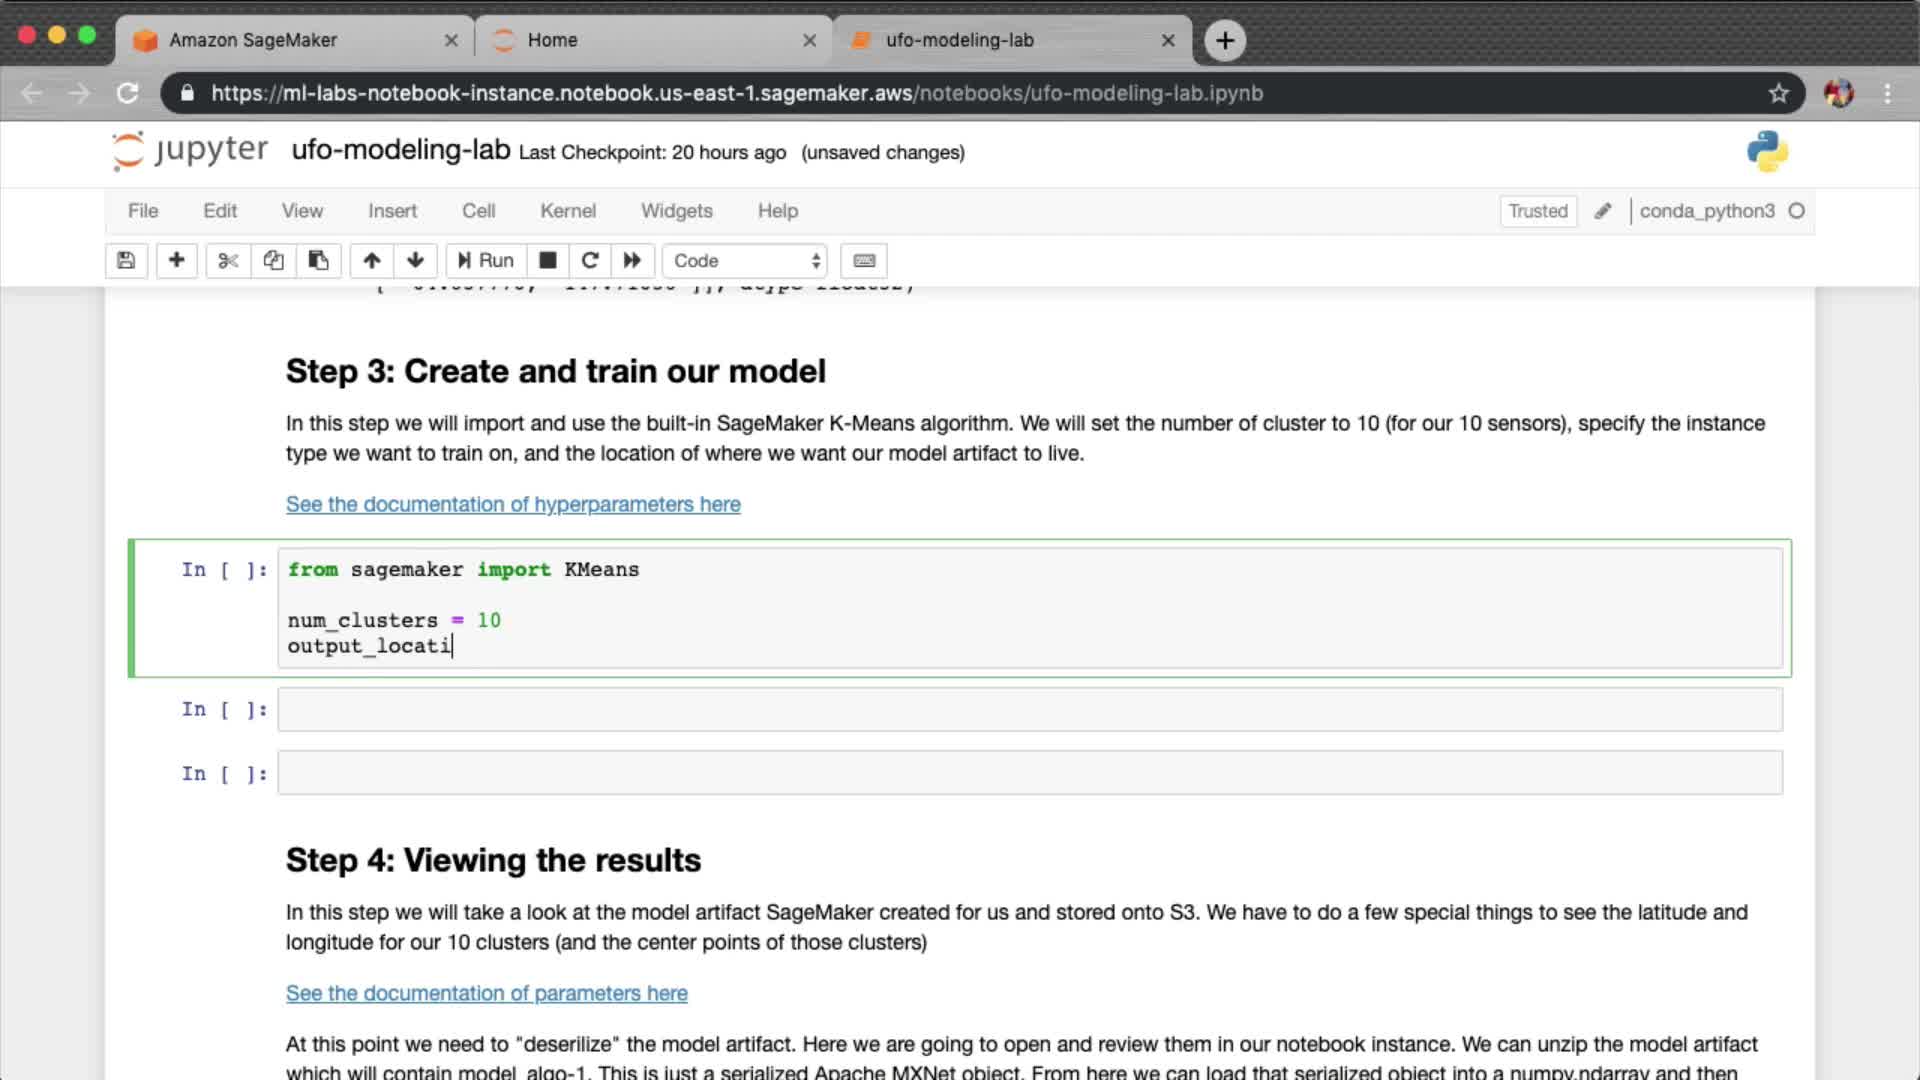 Amazon SageMaker
Home
ufo-modeling-lab
https://ml-labs-notebook-instance.notebook.us-east-1.sagemaker.aws/notebooks/ufo-modeling-lab.ipynb
jupyter ufo-modeling-lab Last Checkpoint: 20 hours ago (unsaved changes)
File Edit View Insert Cell Kernel Widgets Help Trusted conda_python3
Run Code
Step 3: Create and train our model
In this step we will import and use the built-in SageMaker K-Means algorithm. We will set the number of cluster to 10 (for our 10 sensors), specify the instance
type we want to train on, and the location of where we want our model artifact to live.
See the documentation of hyperparameters here
In [ ]: from sagemaker import KMeans
num_clusters = 10
output_locati
In [ ]:
In [ ]:
Step 4: Viewing the results
In this step we will take a look at the model artifact SageMaker created for us and stored onto S3. We have to do a few special things to see the latitude and
longitude for our 10 clusters (and the center points of those clusters)
See the documentation of parameters here
At this point we need to "deserilize" the model artifact. Here we are going to open and review them in our notebook instance. We can unzip the model artifact
which will contain model_algo-1. This is just a serialized Apache MXNet object. From here we can load that serialized object into a numpy.ndarray and then